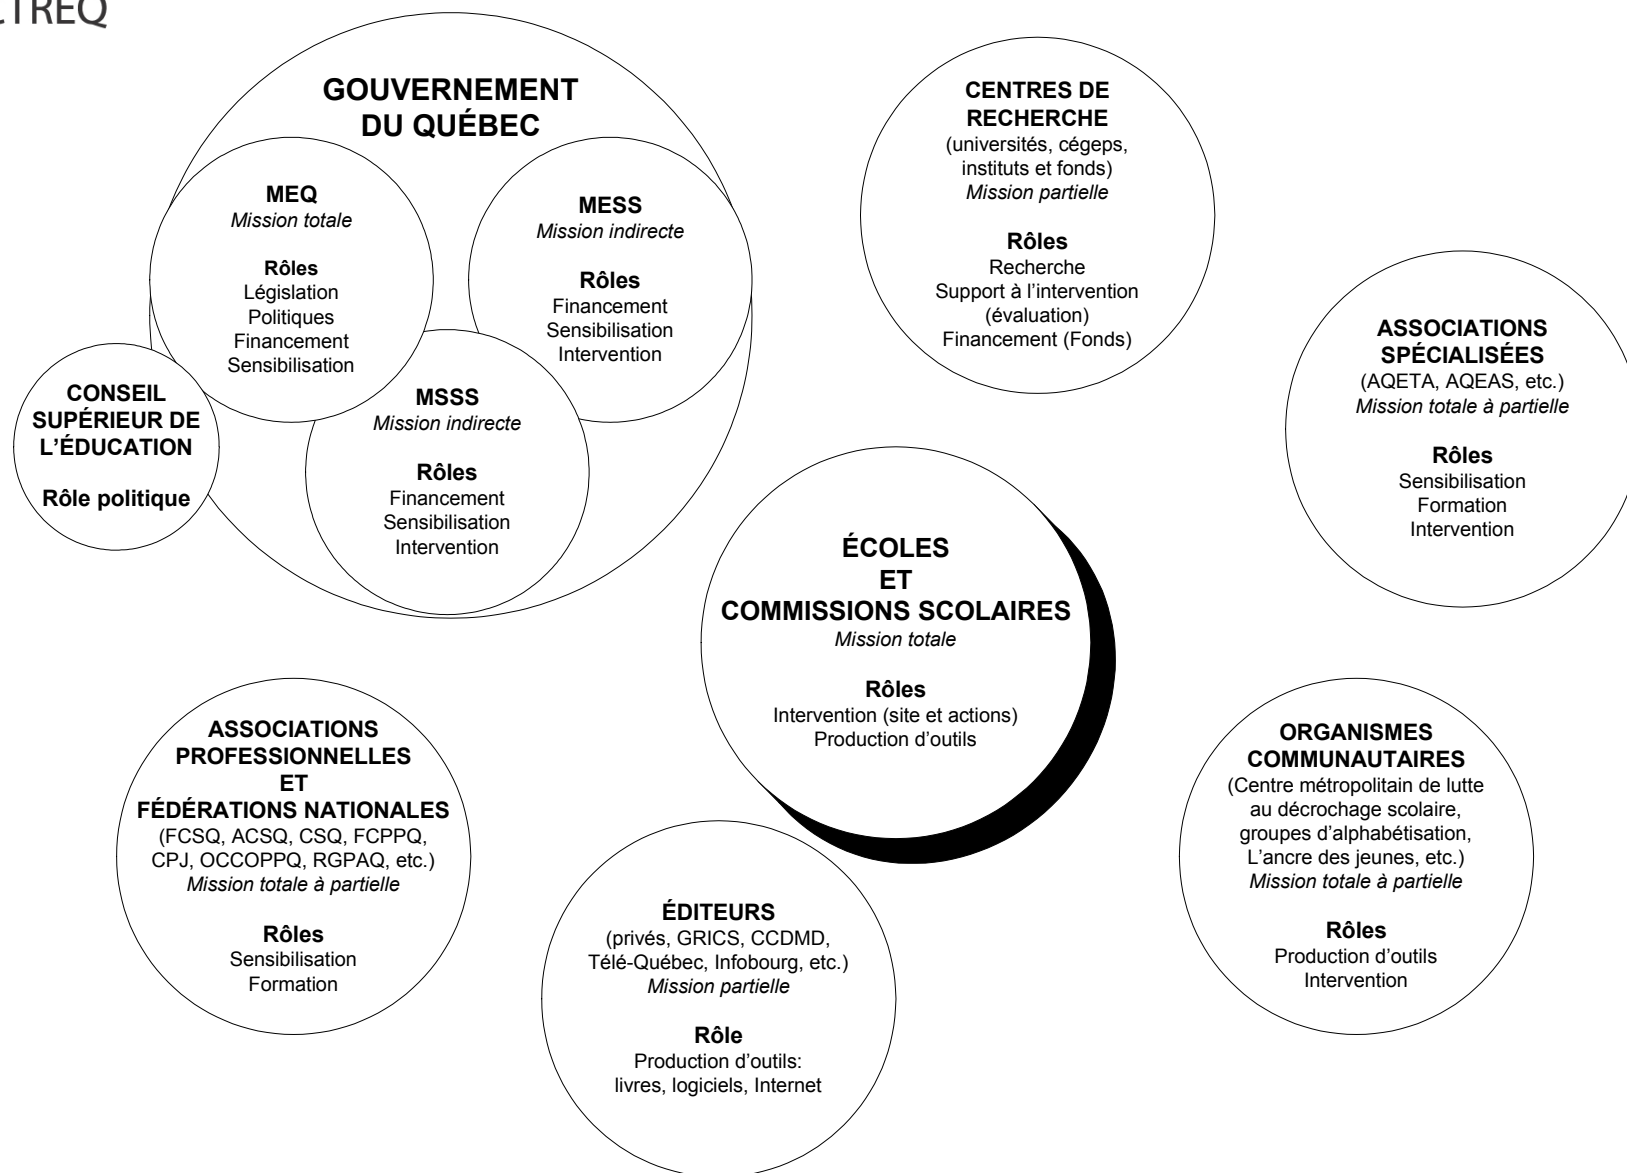 CTREQ
GOUVERNEMENT
DU QUÉBEC
MEQ
Mission totale
Rôles
Législation
Politiques
Financement
Sensibilisation
MESS
Mission indirecte
Rôles
Financement
Sensibilisation
Intervention
MSSS
Mission indirecte
Rôles
Financement
Sensibilisation
Intervention
CONSEIL
SUPÉRIEUR DE
L’ÉDUCATION
Rôle politique
CENTRES DE
RECHERCHE
(universités, cégeps,
instituts et fonds)
Mission partielle
Rôles
Recherche
Support à l’intervention
(évaluation)
Financement (Fonds)
ASSOCIATIONS
SPÉCIALISÉES
(AQETA, AQEAS, etc.)
Mission totale à partielle
Rôles
Sensibilisation
Formation
Intervention
ÉCOLES
ET
COMMISSIONS SCOLAIRES
Mission totale
Rôles
Intervention (site et actions)
Production d’outils
ASSOCIATIONS
PROFESSIONNELLES
ET
FÉDÉRATIONS NATIONALES
(FCSQ, ACSQ, CSQ, FCPPQ,
CPJ, OCCOPPQ, RGPAQ, etc.)
Mission totale à partielle
Rôles
Sensibilisation
Formation
ÉDITEURS
(privés, GRICS, CCDMD,
Télé-Québec, Infobourg, etc.)
Mission partielle
Rôle
Production d’outils:
livres, logiciels, Internet
ORGANISMES
COMMUNAUTAIRES
(Centre métropolitain de lutte
au décrochage scolaire,
groupes d’alphabétisation,
L’ancre des jeunes, etc.)
Mission totale à partielle
Rôles
Production d’outils
Intervention